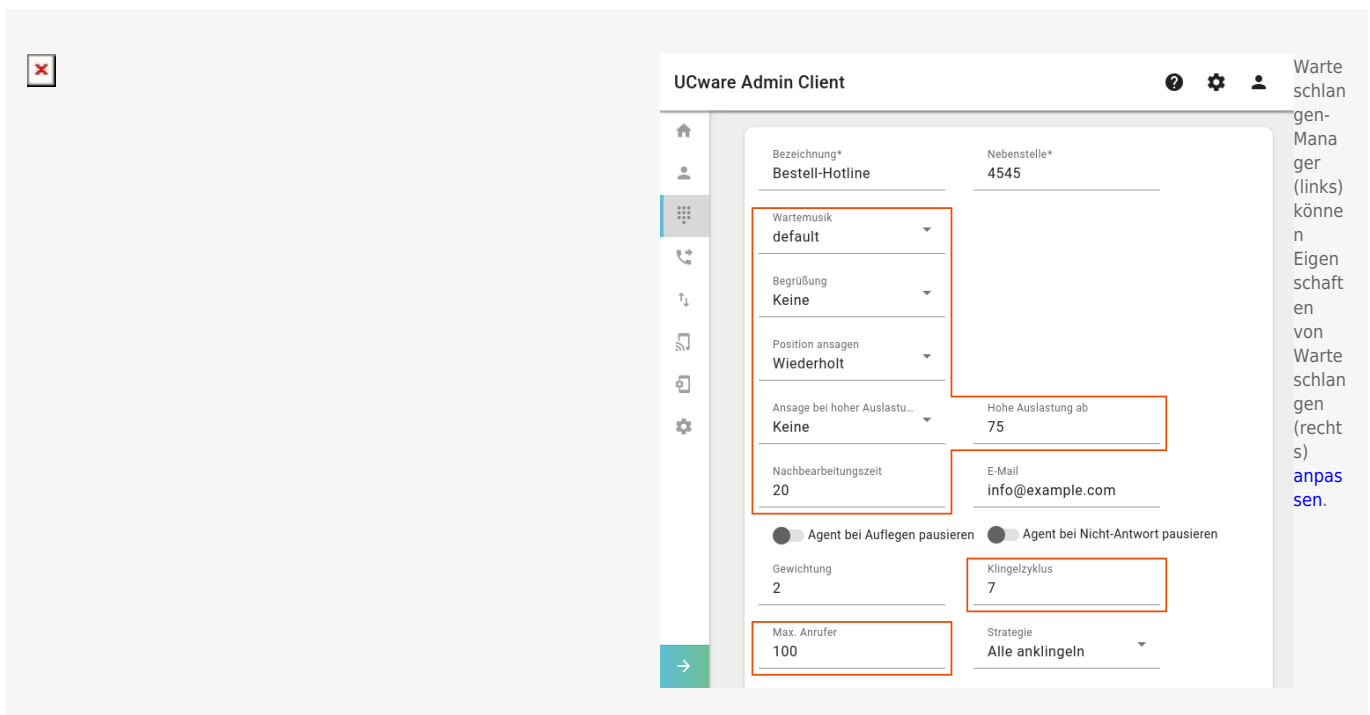 UCware Admin Client
Bezeichnung*
Bestell-Hotline
Nebenstelle*
4545
Wartemusik
default
Begrüßung
Keine
Position ansagen
Wiederholt
Ansage bei hoher Auslastu...
Keine
Hohe Auslastung ab
75
Nachbearbeitungszeit
20
E-Mail
info@example.com
Agent bei Auflegen pausieren
Agent bei Nicht-Antwort pausieren
Gewichtung
2
Klingelzyklus
7
Max. Anrufer
100
Strategie
Alle anklingeln
Warte
schlan
gen-
Mana
ger
(links)
könne
n
Eigen
schaft
en
von
Warte
schlan
gen
(recht
s)
anpas
sen.